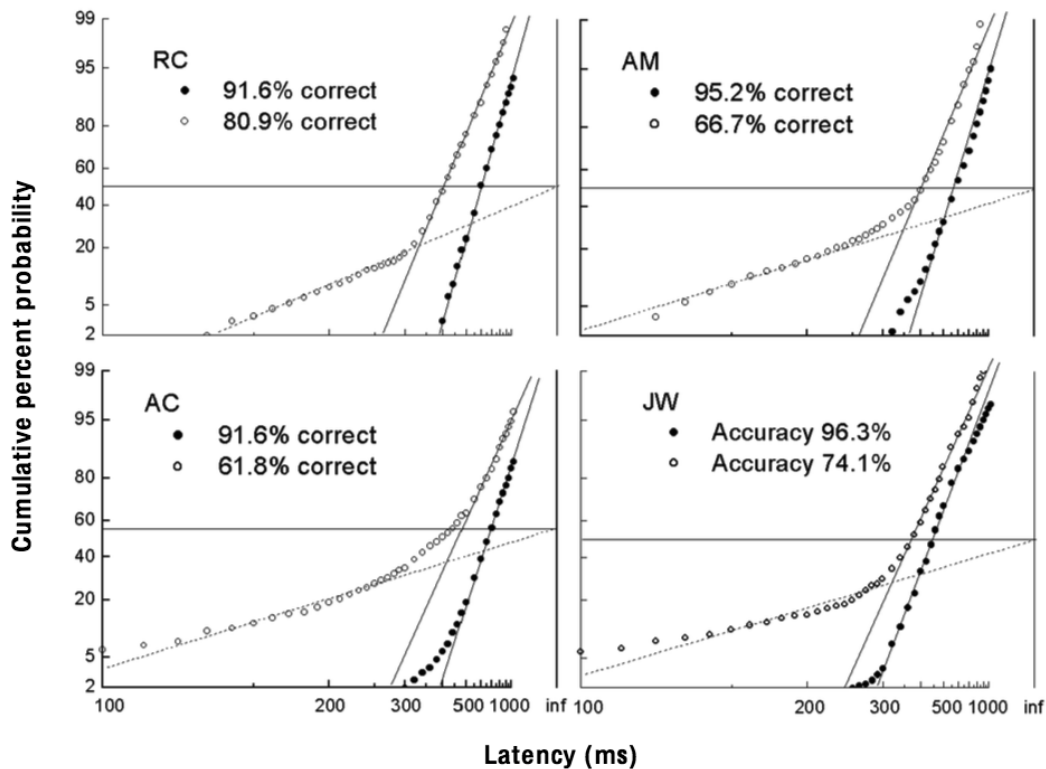 Cumulative percent probability
99
95
80
60
40
20
5
2
RC
91.6% correct
80.9% correct
AM
95.2% correct
66.7% correct
99
95
80
60
40
20
5
2
AC
91.6% correct
61.8% correct
JW
Accuracy 96.3%
Accuracy 74.1%
100 200 300 500 1000 inf
100 200 300 500 1000 inf
Latency (ms)